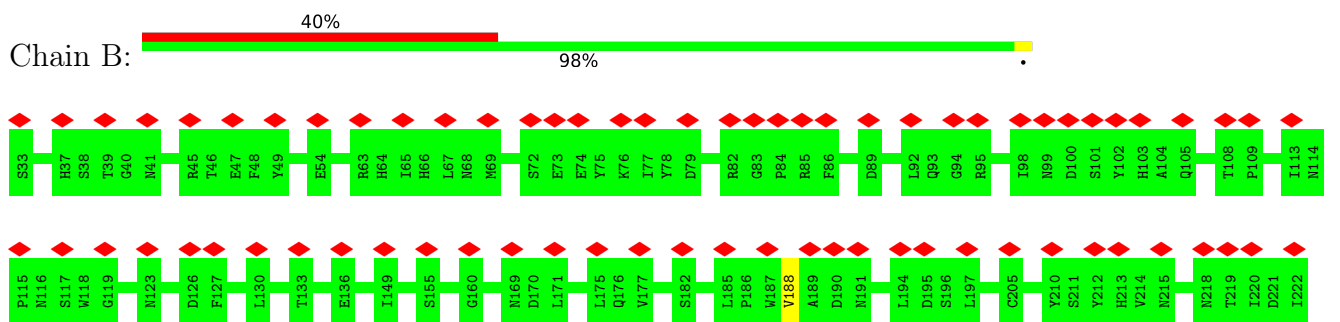 40%
Chain B:
98%
•
S33 H37 S38 T39 G40 N41 R45 T46 E47 F48 Y49 E54 R63 H64 I65 H66 L67 N68 M69 S72 E73 E74 Y75 K76 I77 Y78 D79 R82 G83 P84 R85 F86 D89 L92 Q93 G94 R95 I98 N99 D100 S101 Y102 H103 A104 Q105 T108 P109 I113 N114
P115 N116 S117 W118 G119 N123 D126 F127 L130 T133 E136 I149 S155 G160 N169 D170 L171 L175 Q176 V177 S182 L185 P186 W187 V188 A189 D190 N191 L194 D195 S196 L197 C205 Y210 S211 Y212 H213 V214 N215 N218 T219 I220 D221 I222